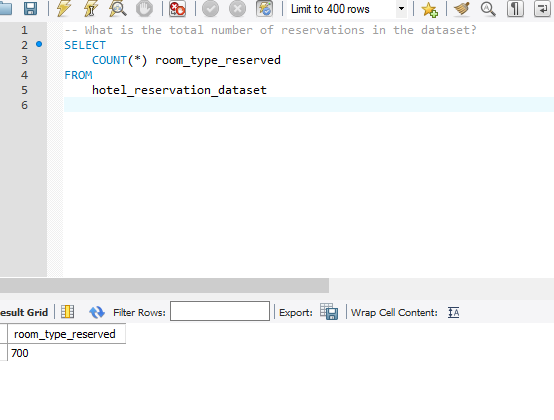 Limit to 400 rows
1 -- What is the total number of reservations in the dataset?
2 SELECT
3 COUNT(*) room_type_reserved
4 FROM
5 hotel_reservation_dataset
6
esult Grid Filter Rows: Export: Wrap Cell Content: IA
room_type_reserved
700